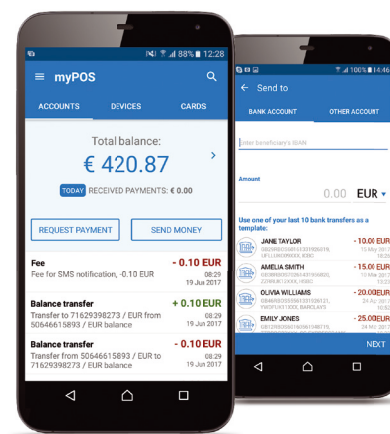 88% 12:28
myPOS
ACCOUNTS DEVICES CARDS
Total balance:
€ 420.87
TODAY RECEIVED PAYMENTS: € 0.00
REQUEST PAYMENT SEND MONEY
Fee - 0.10 EUR
Fee for SMS notification, -0.10 EUR 08:29
19 Jun 2017
Balance transfer + 0.10 EUR
Transfer to 71629398273 / EUR from 08:29
50646615893 / EUR balance 19 Jun 2017
Balance transfer - 0.10 EUR
Transfer from 50646615893 / EUR to 08:29
71629398273 / EUR balance 19 Jun 2017
100% 14:46
Send to
BANK ACCOUNT OTHER ACCOUNT
Enter beneficiary's IBAN
Amount
0.00 EUR
Use one of your last 10 bank transfers as a
template:
JANE TAYLOR - 10.00 EUR
AMELIA SMITH - 15.00 EUR
OLIVIA WILLIAMS - 20.00EUR
EMILY JONES - 25.00EUR
NEXT